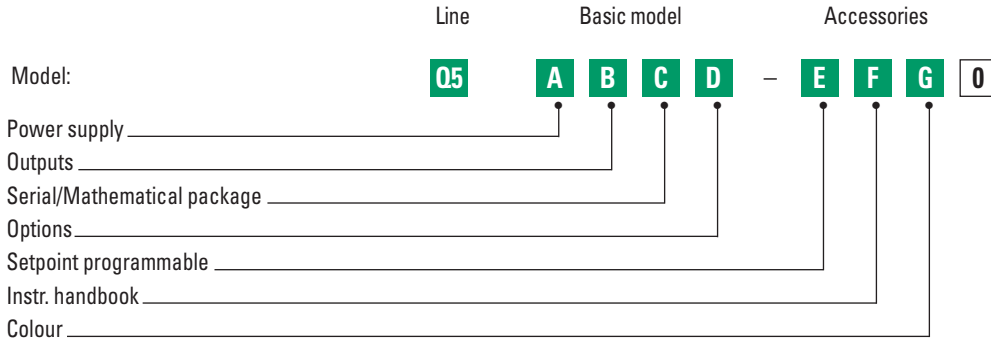 Line Basic model Accessories
Model: Q5 A B C D – E F G 0
Power supply
Outputs
Serial/Mathematical package
Options
Setpoint programmable
Instr. handbook
Colour